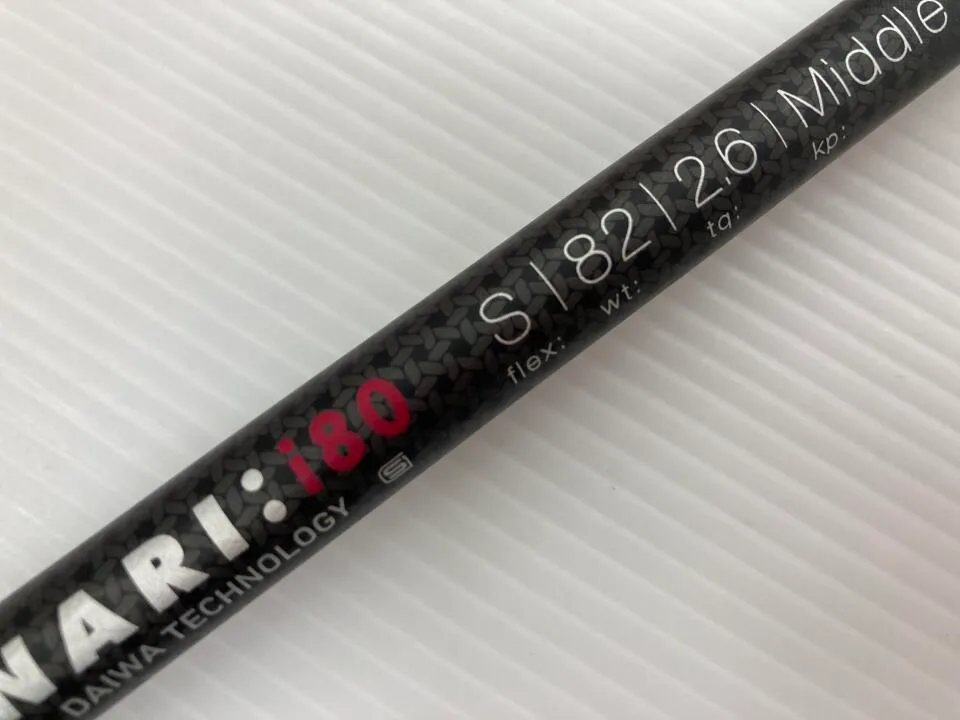 NARI:i80
DAIWA TECHNOLOGY S
S | 82 | 2.6 | Middle
flex: wt: tq: kp: